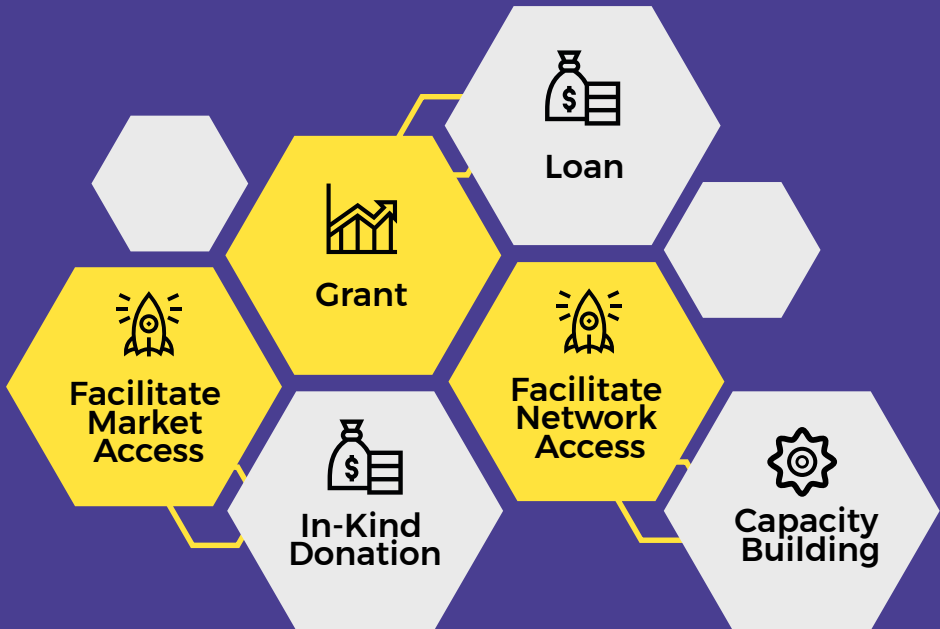 Loan
Grant
Facilitate
Market
Access
Facilitate
Network
Access
In-Kind
Donation
Capacity
Building